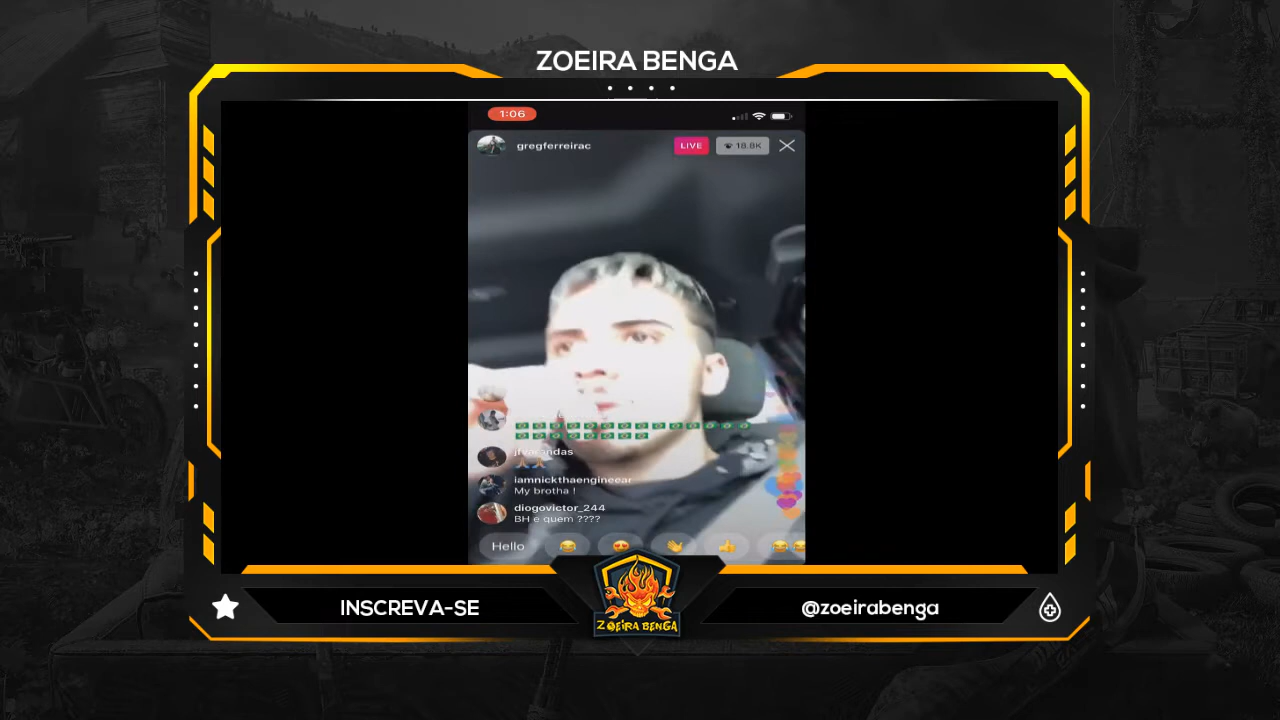 ZOEIRA BENGA
1:06
gregferreirac
LIVE
18.8K
jfvarandas
iamnickthaengineear
My brotha !
diogovictor_244
BH e quem ????
Hello
INSCREVA-SE
ZOEIRA BENGA
@zoeirabenga